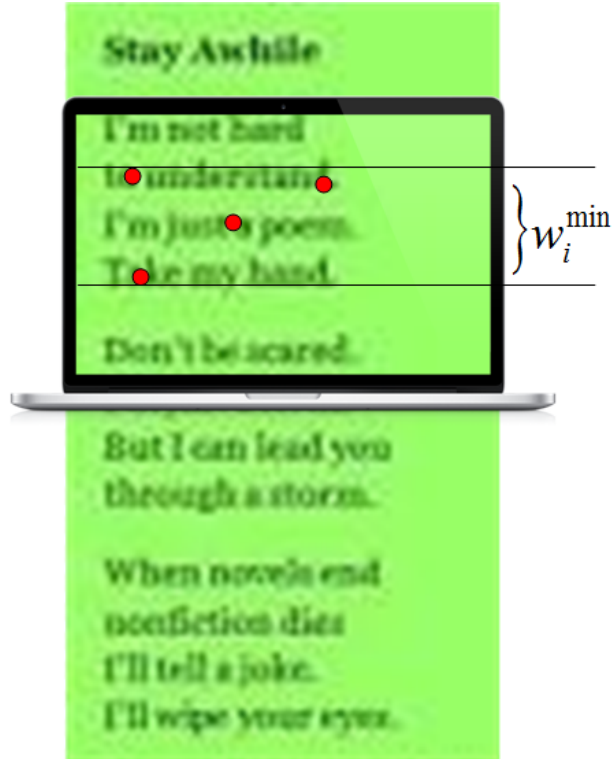 Stay Awhile
I'm not hard
to understand.
I'm just a poem.
Take my hand.
w_i^min
Don't be scared.
But I can lead you
through a storm.
When novels end
nonfiction dies
I'll tell a joke.
I'll wipe your eyes.